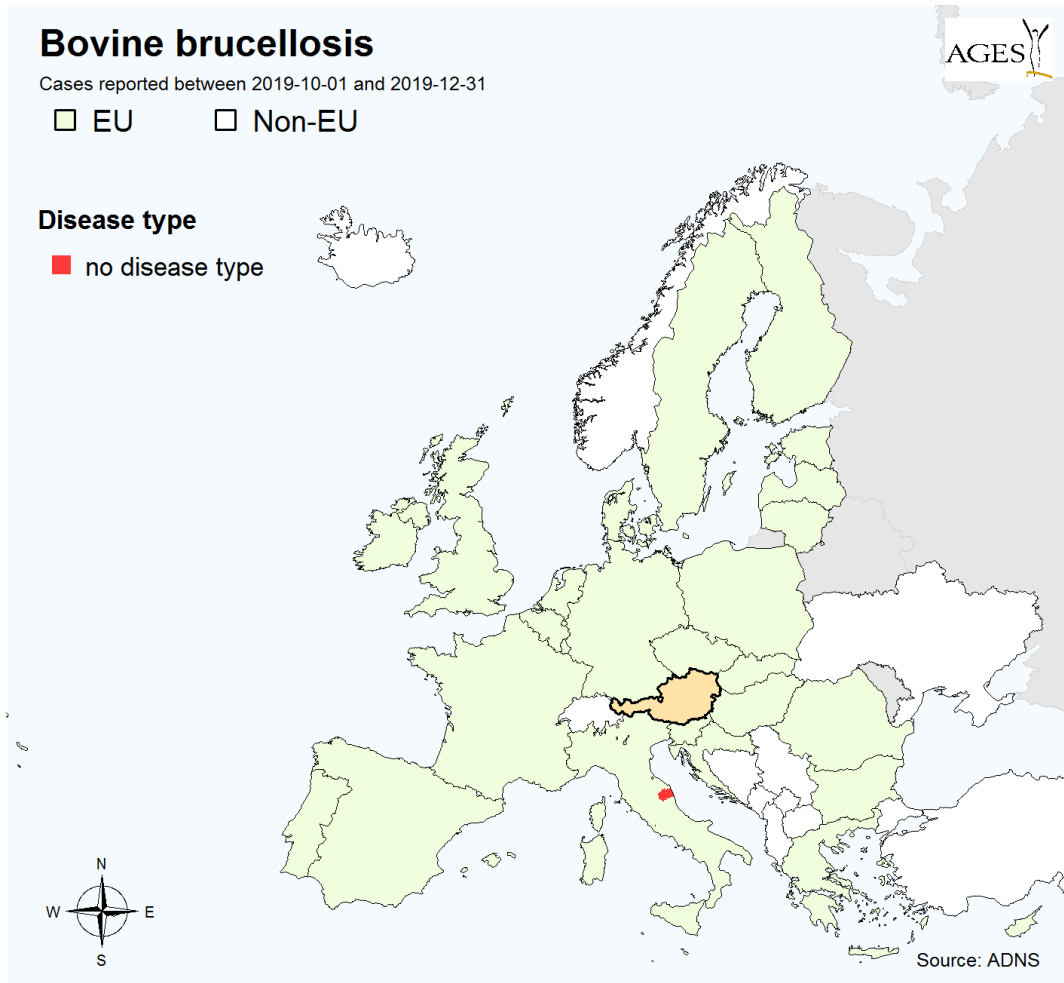 Bovine brucellosis
AGES
Cases reported between 2019-10-01 and 2019-12-31
EU
Non-EU
Disease type
no disease type
N
W
E
S
Source: ADNS